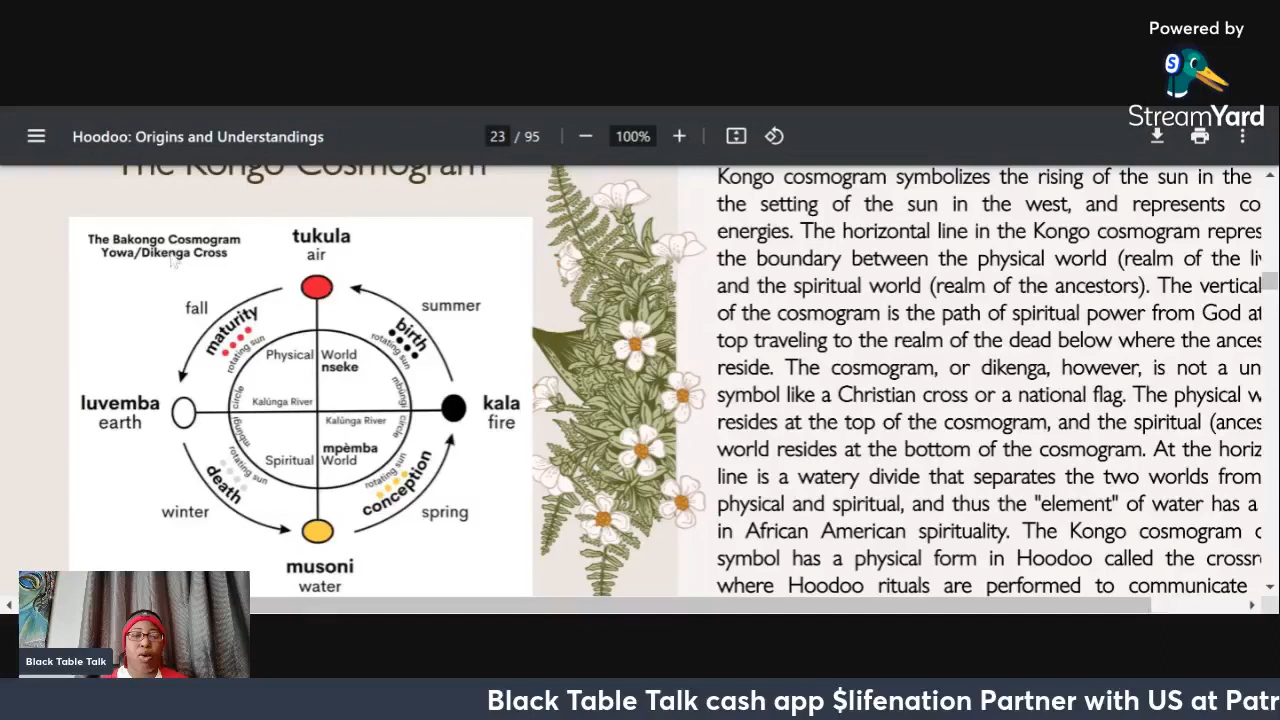 Powered by
StreamYard
Hoodoo: Origins and Understandings
23 / 95
100%
The Kongo Cosmogram
The Bakongo Cosmogram
Yowa/Dikenga Cross
tukula
air
fall
summer
maturity
birth
rotating sun
rotating sun
Physical World
nseke
luvemba
earth
circle
mbûngi
Kalûnga River
Kalûnga River
mbûngi
circle
kala
fire
mpèmba
Spiritual World
rotating sun
rotating sun
death
conception
winter
spring
musoni
water
Kongo cosmogram symbolizes the rising of the sun in the
the setting of the sun in the west, and represents co
energies. The horizontal line in the Kongo cosmogram repres
the boundary between the physical world (realm of the li
and the spiritual world (realm of the ancestors). The vertical
of the cosmogram is the path of spiritual power from God at
top traveling to the realm of the dead below where the ances
reside. The cosmogram, or dikenga, however, is not a un
symbol like a Christian cross or a national flag. The physical w
resides at the top of the cosmogram, and the spiritual (ances
world resides at the bottom of the cosmogram. At the horiz
line is a watery divide that separates the two worlds from
physical and spiritual, and thus the "element" of water has a
in African American spirituality. The Kongo cosmogram c
symbol has a physical form in Hoodoo called the crossr
where Hoodoo rituals are performed to communicate
Black Table Talk
Black Table Talk cash app $lifenation Partner with US at Patr